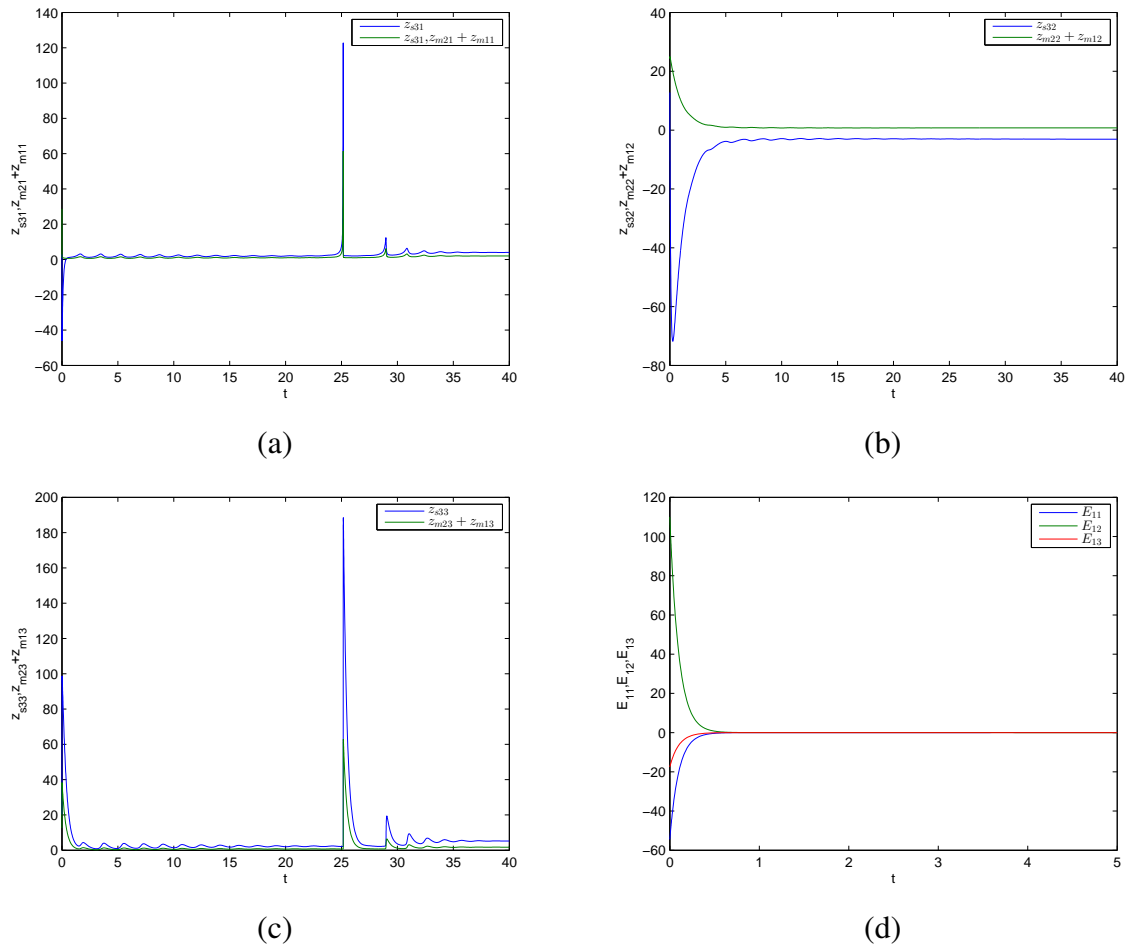 z_{s31}
z_{s31},z_{m21} + z_{m11}
140
120
100
80
60
40
20
0
−20
−40
−60
z_{s31},z_{m21}+z_{m11}
0 5 10 15 20 25 30 35 40
t
(a)
z_{s32}
z_{m22} + z_{m12}
40
20
0
−20
−40
−60
−80
z_{s32},z_{m22}+z_{m12}
0 5 10 15 20 25 30 35 40
t
(b)
z_{s33}
z_{m23} + z_{m13}
200
180
160
140
120
100
80
60
40
20
0
z_{s33},z_{m23}+z_{m13}
0 5 10 15 20 25 30 35 40
t
(c)
E_{11}
E_{12}
E_{13}
120
100
80
60
40
20
0
−20
−40
−60
E_{11},E_{12},E_{13}
0 1 2 3 4 5
t
(d)